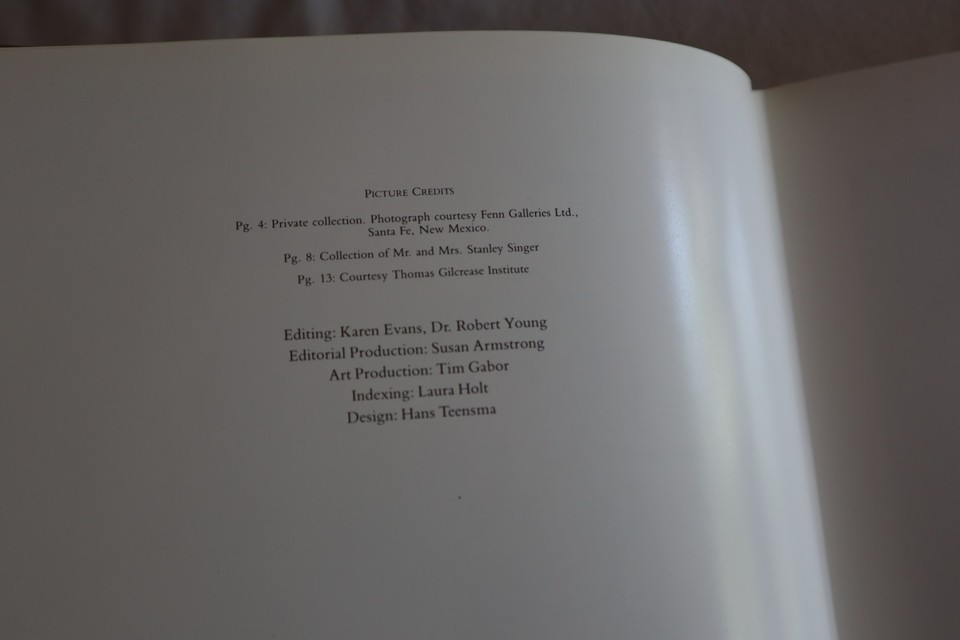 PICTURE CREDITS
Pg. 4: Private collection. Photograph courtesy Fenn Galleries Ltd.,
Santa Fe, New Mexico.
Pg. 8: Collection of Mr. and Mrs. Stanley Singer
Pg. 13: Courtesy Thomas Gilcrease Institute
Editing: Karen Evans, Dr. Robert Young
Editorial Production: Susan Armstrong
Art Production: Tim Gabor
Indexing: Laura Holt
Design: Hans Teensma